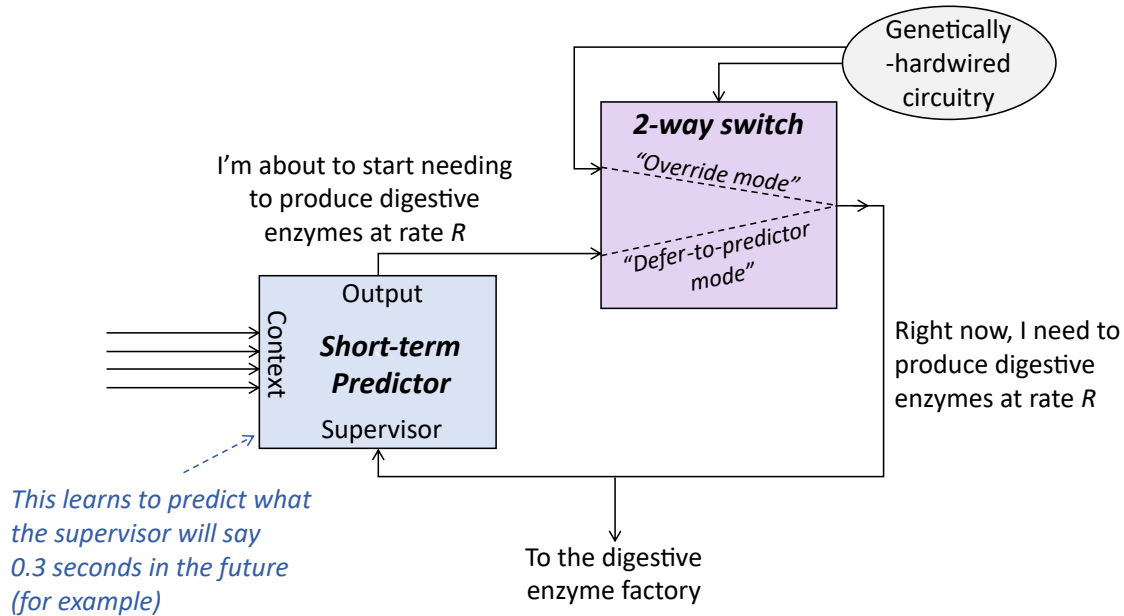 Genetically
-hardwired
circuitry
2-way switch
“Override mode”
“Defer-to-predictor
mode”
I’m about to start needing
to produce digestive
enzymes at rate R
Output
Context
Short-term
Predictor
Supervisor
Right now, I need to
produce digestive
enzymes at rate R
This learns to predict what
the supervisor will say
0.3 seconds in the future
(for example)
To the digestive
enzyme factory